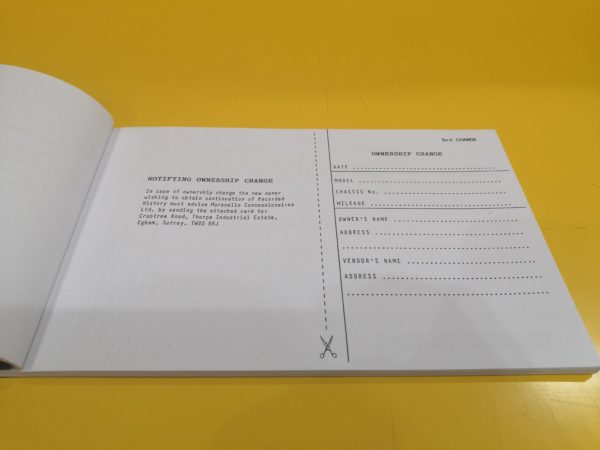 NOTIFYING OWNERSHIP CHANGE
In case of ownership change the new owner
wishing to obtain continuation of Recorded
History must advise Maranello Concessionaires
Ltd. by sending the attached card to:
Crabtree Road, Thorpe Industrial Estate,
Egham, Surrey. TW20 8RJ
3rd CHANGE
OWNERSHIP CHANGE
DATE
MODEL
CHASSIS No.
MILEAGE
OWNER'S NAME
ADDRESS
VENDOR'S NAME
ADDRESS